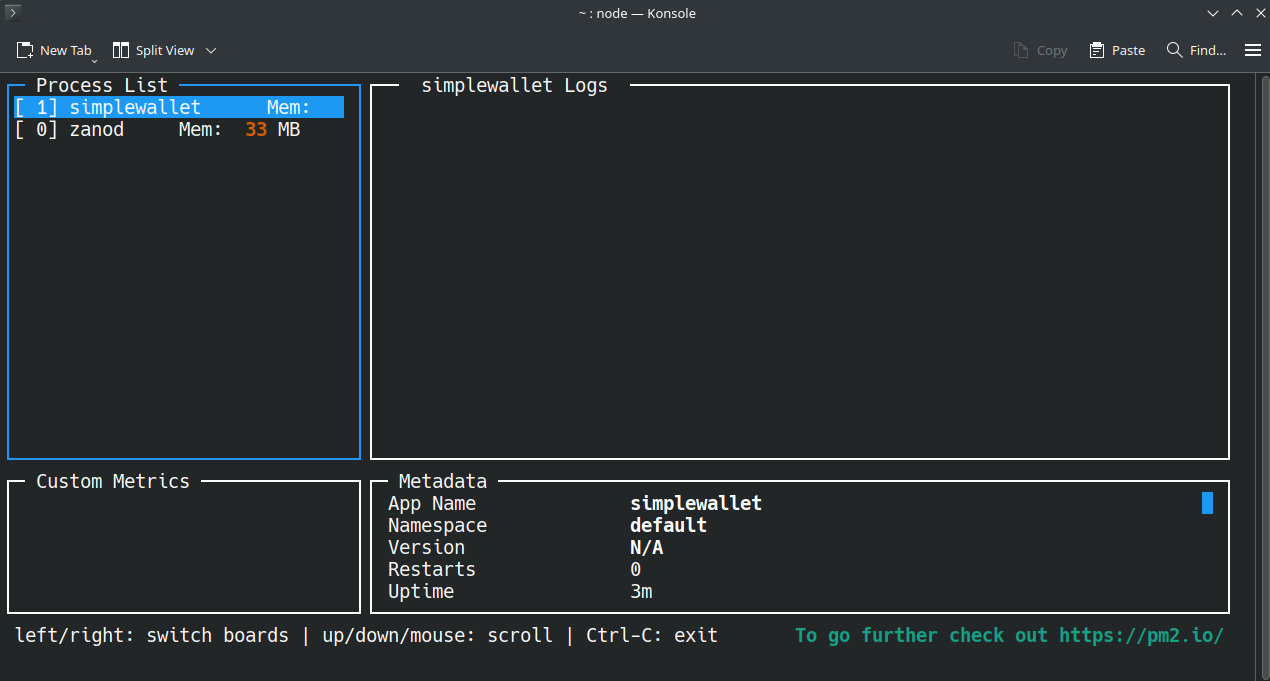 ~ : node — Konsole
New Tab Split View Copy Paste Find...
Process List
[ 1] simplewallet Mem:
[ 0] zanod Mem: 33 MB
simplewallet Logs
Custom Metrics
Metadata
App Name simplewallet
Namespace default
Version N/A
Restarts 0
Uptime 3m
left/right: switch boards | up/down/mouse: scroll | Ctrl-C: exit To go further check out https://pm2.io/